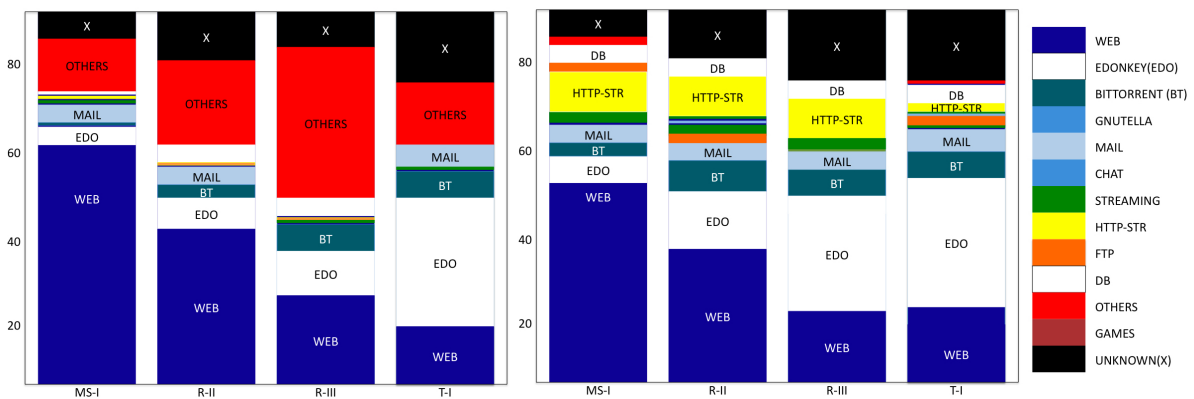 80
60
40
20
X
OTHERS
MAIL
EDO
WEB
MS-I
X
OTHERS
MAIL
BT
EDO
WEB
R-II
X
OTHERS
BT
EDO
WEB
R-III
X
OTHERS
MAIL
BT
EDO
WEB
T-I
80
60
40
20
X
DB
HTTP-STR
MAIL
BT
EDO
WEB
MS-I
X
DB
HTTP-STR
MAIL
BT
EDO
WEB
R-II
X
DB
HTTP-STR
MAIL
BT
EDO
WEB
R-III
X
DB
HTTP-STR
MAIL
BT
EDO
WEB
T-I
WEB
EDONKEY(EDO)
BITTORRENT (BT)
GNUTELLA
MAIL
CHAT
STREAMING
HTTP-STR
FTP
DB
OTHERS
GAMES
UNKNOWN(X)